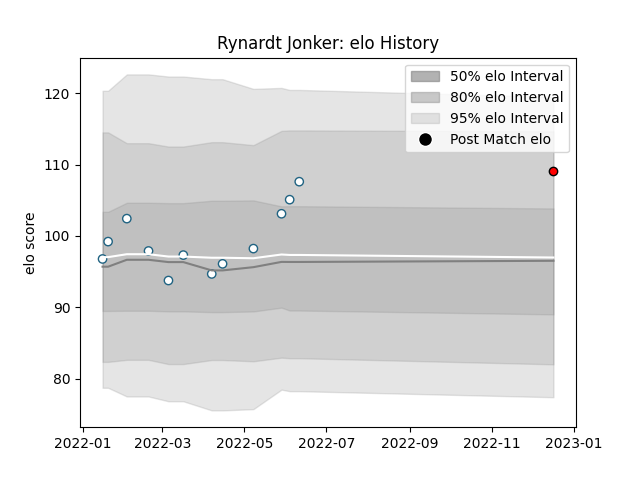 Rynardt Jonker: elo History
50% elo Interval
80% elo Interval
95% elo Interval
Post Match elo
elo score
120
110
100
90
80
2022-01
2022-03
2022-05
2022-07
2022-09
2022-11
2023-01